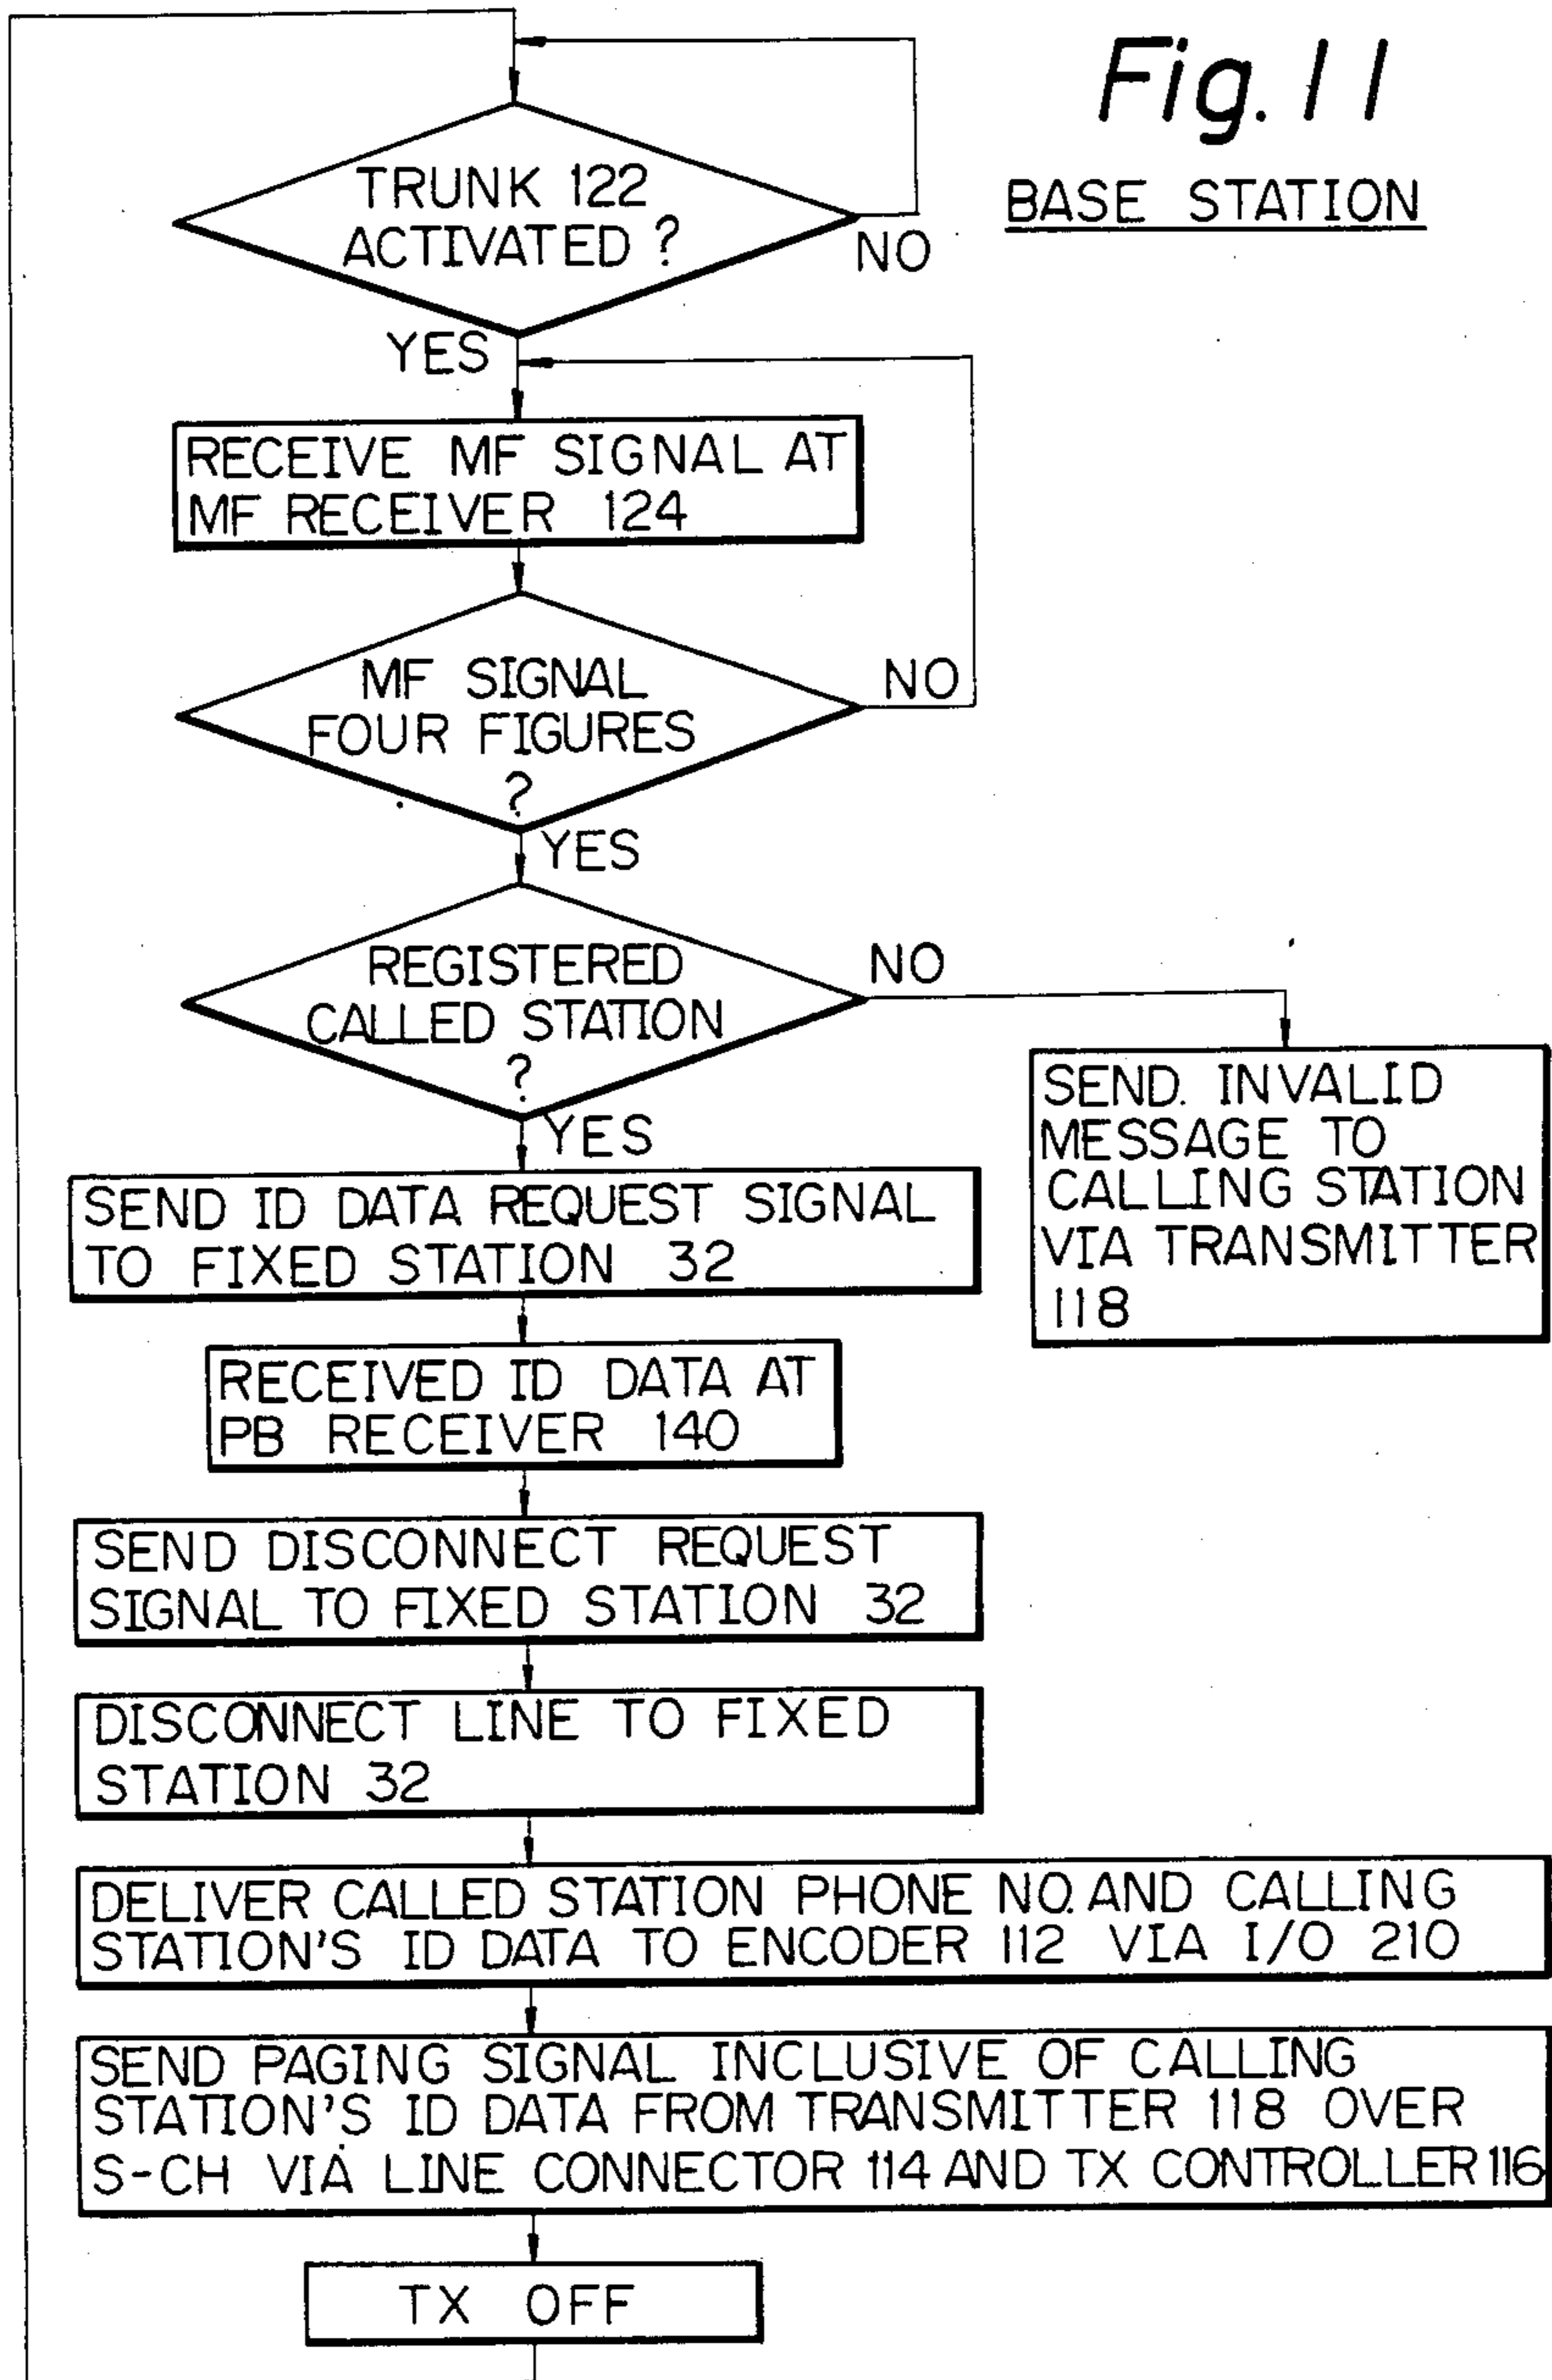 Fig. 11
BASE STATION
TRUNK 122
ACTIVATED ?
NO
YES
RECEIVE MF SIGNAL AT
MF RECEIVER 124
MF SIGNAL
FOUR FIGURES
?
NO
YES
REGISTERED
CALLED STATION
?
NO
YES
SEND. INVALID
MESSAGE TO
CALLING STATION
VIA TRANSMITTER
118
SEND ID DATA REQUEST SIGNAL
TO FIXED STATION 32
RECEIVED ID DATA AT
PB RECEIVER 140
SEND DISCONNECT REQUEST
SIGNAL TO FIXED STATION 32
DISCONNECT LINE TO FIXED
STATION 32
DELIVER CALLED STATION PHONE NO. AND CALLING
STATION'S ID DATA TO ENCODER 112 VIA I/O 210
SEND PAGING SIGNAL INCLUSIVE OF CALLING
STATION'S ID DATA FROM TRANSMITTER 118 OVER
S-CH VIA LINE CONNECTOR 114 AND TX CONTROLLER 116
TX OFF